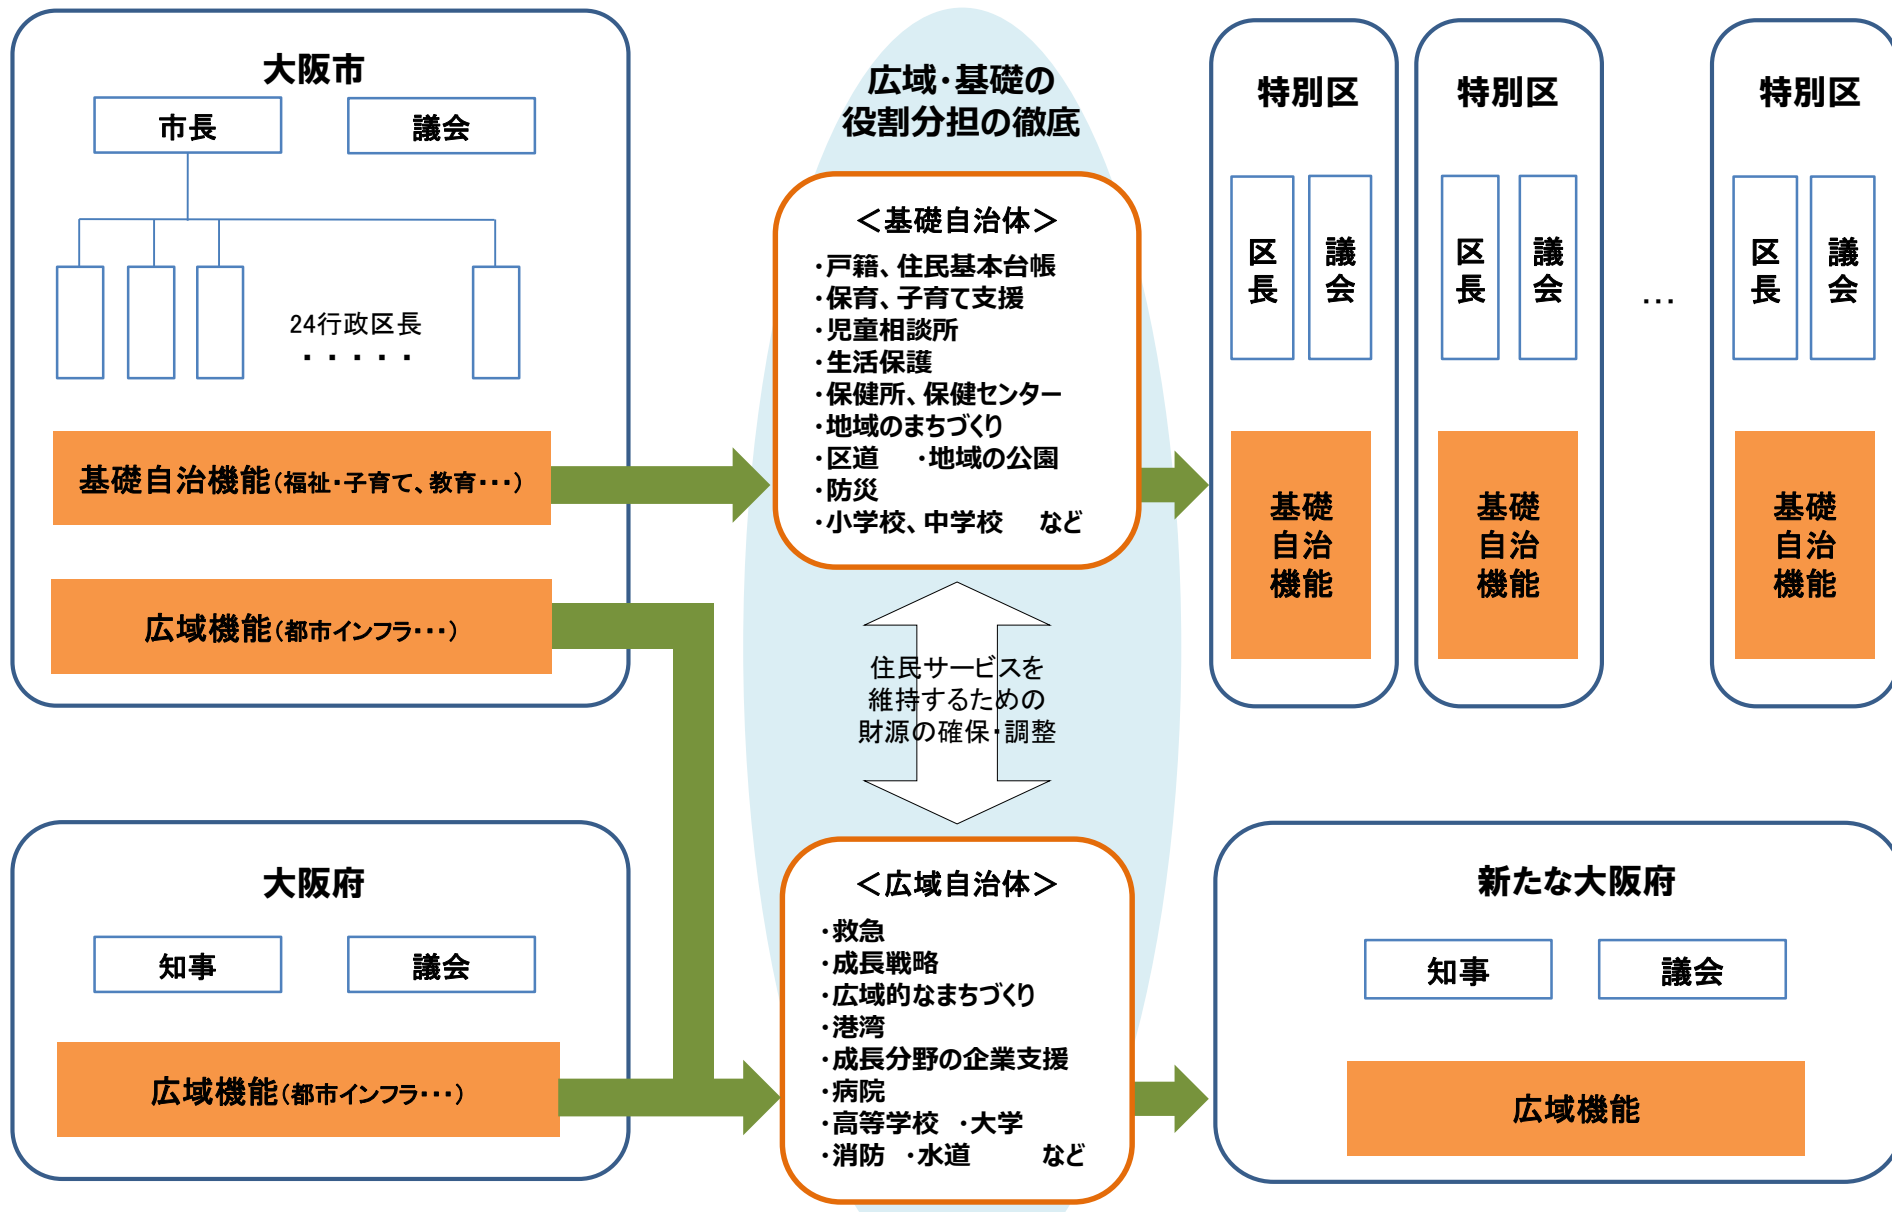 大阪市
市長
議会
24行政区長
・・・・・
基礎自治機能(福祉・子育て、教育・・・)
広域機能(都市インフラ・・・)
大阪府
知事
議会
広域機能(都市インフラ・・・)
広域・基礎の
役割分担の徹底
＜基礎自治体＞
・戸籍、住民基本台帳
・保育、子育て支援
・児童相談所
・生活保護
・保健所、保健センター
・地域のまちづくり
・区道　・地域の公園
・防災
・小学校、中学校　など
住民サービスを
維持するための
財源の確保・調整
＜広域自治体＞
・救急
・成長戦略
・広域的なまちづくり
・港湾
・成長分野の企業支援
・病院
・高等学校　・大学
・消防　・水道　など
特別区
区長
議会
基礎
自治
機能
特別区
区長
議会
基礎
自治
機能
…
特別区
区長
議会
基礎
自治
機能
新たな大阪府
知事
議会
広域機能